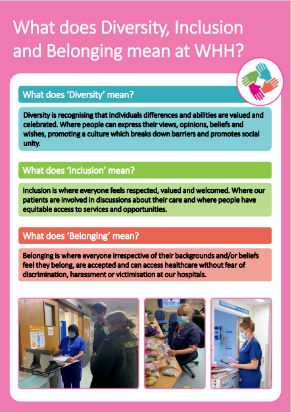 What does Diversity, Inclusion
and Belonging mean at WHH?
What does 'Diversity' mean?
Diversity is recognising that individuals differences and abilities are valued and
celebrated. Where people can express their views, opinions, beliefs and
wishes, promoting a culture which breaks down barriers and promotes social
unity.
What does 'Inclusion' mean?
Inclusion is where everyone feels respected, valued and welcomed. Where our
patients are involved in discussions about their care and where people have
equitable access to services and opportunities.
What does 'Belonging' mean?
Belonging is where everyone irrespective of their backgrounds and/or beliefs
feel they belong, are accepted and can access healthcare without fear of
discrimination, harassment or victimisation at our hospitals.